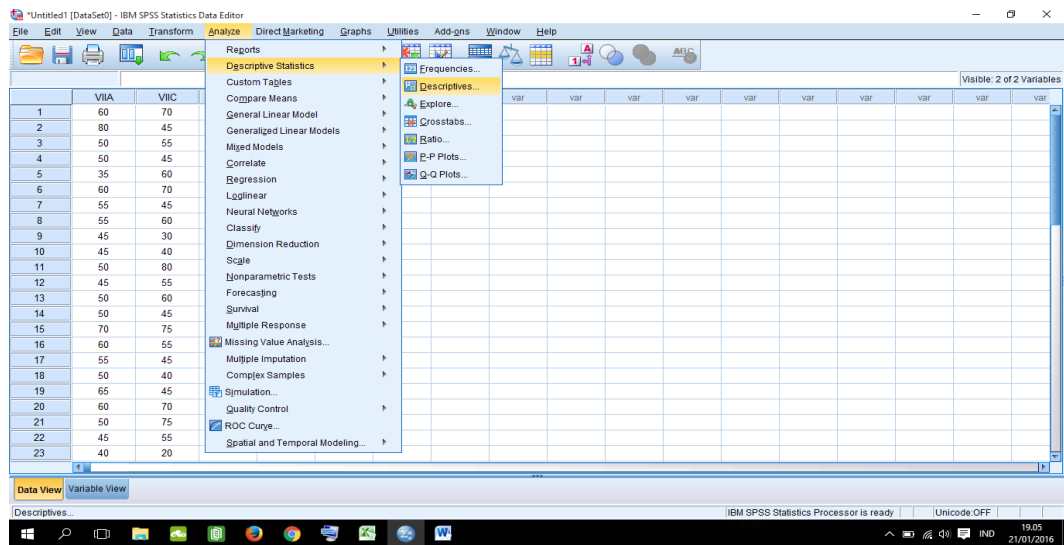 *Untitled1 [DataSet0] - IBM SPSS Statistics Data Editor
File Edit View Data Transform Analyze Direct Marketing Graphs Utilities Add-ons Window Help
Visible: 2 of 2 Variables
Reports
Descriptive Statistics
Custom Tables
Compare Means
General Linear Model
Generalized Linear Models
Mixed Models
Correlate
Regression
Loglinear
Neural Networks
Classify
Dimension Reduction
Scale
Nonparametric Tests
Forecasting
Survival
Multiple Response
Missing Value Analysis...
Multiple Imputation
Complex Samples
Simulation...
Quality Control
ROC Curve...
Spatial and Temporal Modeling...
Frequencies...
Descriptives...
Explore...
Crosstabs...
Ratio...
P-P Plots...
Q-Q Plots...
VIIA VIIC var var var var var var var var var var
1 60 70
2 80 45
3 50 55
4 50 45
5 35 60
6 60 70
7 55 45
8 55 60
9 45 30
10 45 40
11 50 80
12 45 55
13 50 60
14 50 45
15 70 75
16 60 55
17 55 45
18 50 40
19 65 45
20 60 70
21 50 75
22 45 55
23 40 20
Data View Variable View
Descriptives... IBM SPSS Statistics Processor is ready Unicode:OFF
IND 19.05
21/01/2016